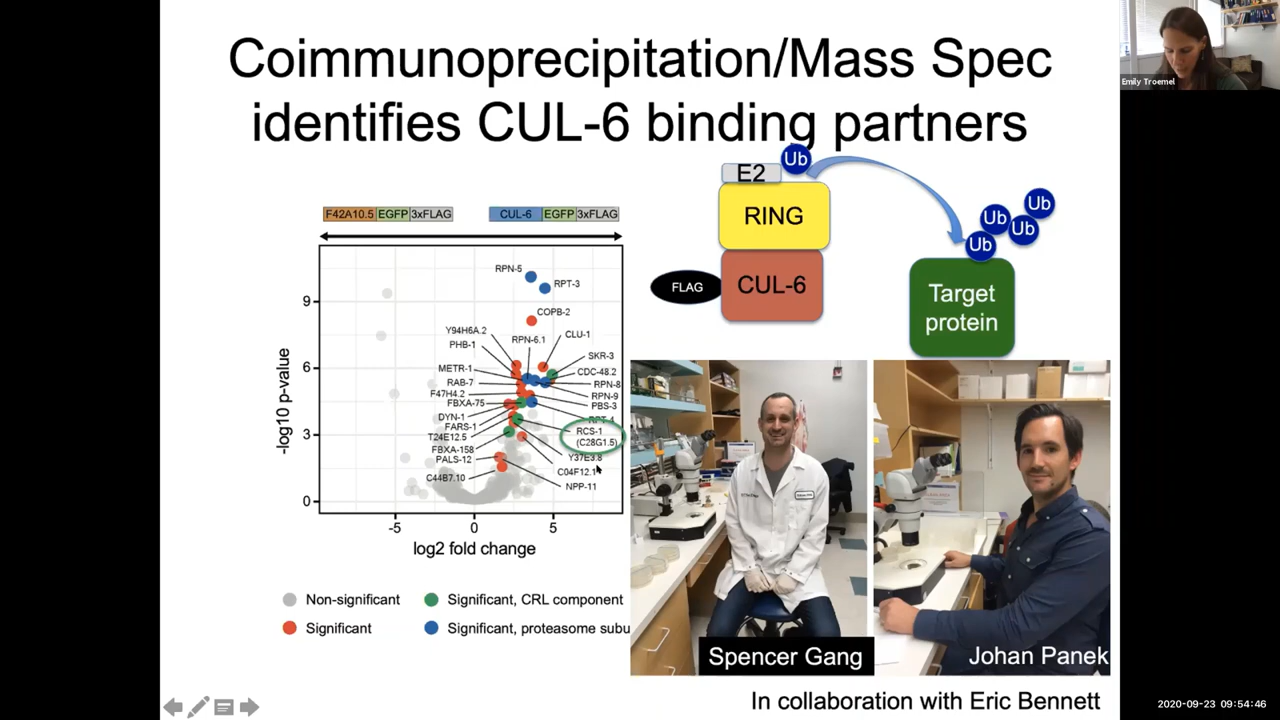 Coimmunoprecipitation/Mass Spec
identifies CUL-6 binding partners
Emily Troemel
E2
Ub
RING
FLAG
CUL-6
Ub
Ub
Ub
Ub
Target
protein
F42A10.5 EGFP 3xFLAG
CUL-6 EGFP 3xFLAG
RPN-5
RPT-3
COPB-2
Y94H6A.2
RPN-6.1
CLU-1
PHB-1
SKR-3
METR-1
CDC-48.2
RAB-7
RPN-8
F47H4.2
RPN-9
FBXA-75
PBS-3
DYN-1
RPT-4
FARS-1
RCS-1
(C28G1.5)
T24E12.5
FBXA-158
Y37E3.8
PALS-12
C04F12.1
C44B7.10
NPP-11
-log10 p-value
9
6
3
0
-5
0
5
log2 fold change
Non-significant
Significant, CRL component
Significant
Significant, proteasome subu
Spencer Gang
Johan Panek
In collaboration with Eric Bennett
2020-09-23 09:54:46